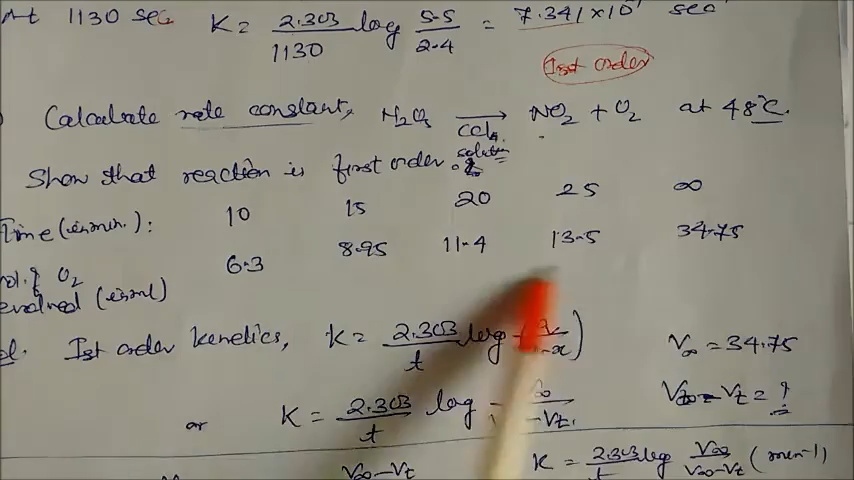 At 1130 sec K = 2.303/1130 log 5.5/2.4 = 7.341 × 10 sec
Ist order
Calculate rate constant, N2O5 → NO2 + O2 at 48°C.
CCl4 solution
Show that reaction is first order.
Time (in min.): 10 15 20 25 ∞
vol. of O2 evolved (in ml) 6.3 8.95 11.4 13.5 34.75
Ist order kenetics, K = 2.303/t log V∞ = 34.75
or K = 2.303/t log V∞ - Vt = ?
V∞ - Vt K = 2.303/t log V∞/V∞-Vt (min-1)